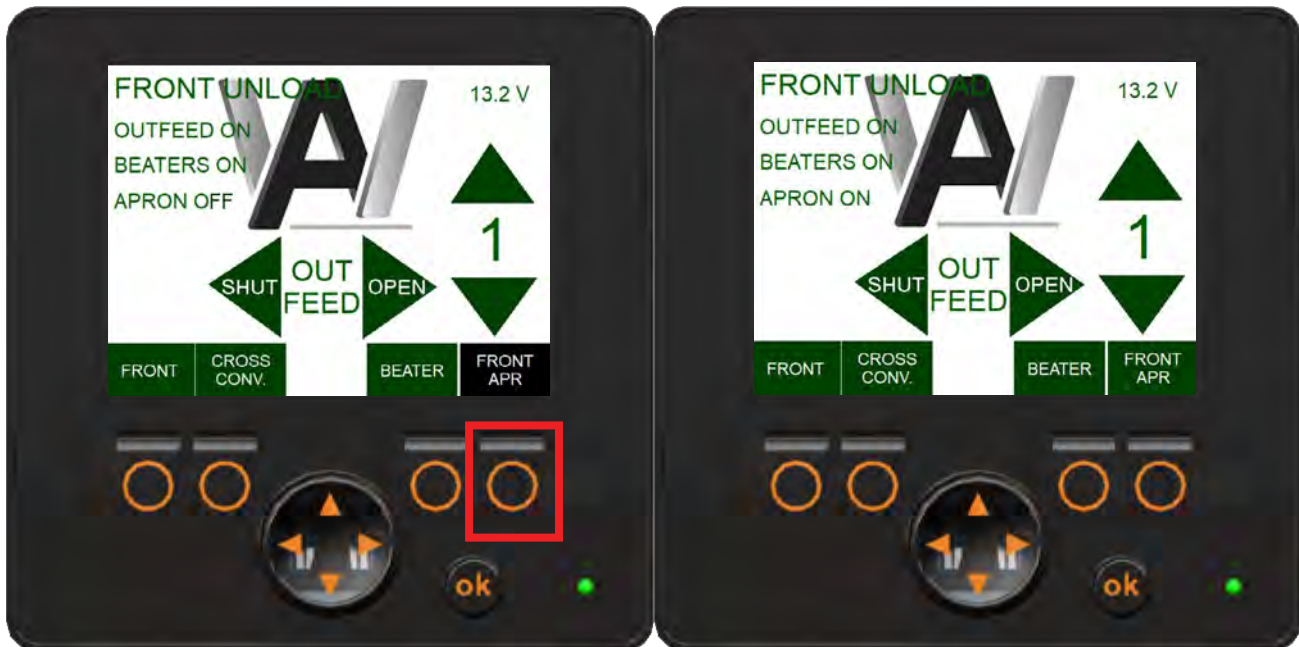 FRONT UNLOAD
13.2 V
OUTFEED ON
BEATERS ON
APRON OFF
1
SHUT
OUT
FEED
OPEN
FRONT
CROSS
CONV.
BEATER
FRONT
APR
ok
FRONT UNLOAD
13.2 V
OUTFEED ON
BEATERS ON
APRON ON
1
SHUT
OUT
FEED
OPEN
FRONT
CROSS
CONV.
BEATER
FRONT
APR
ok